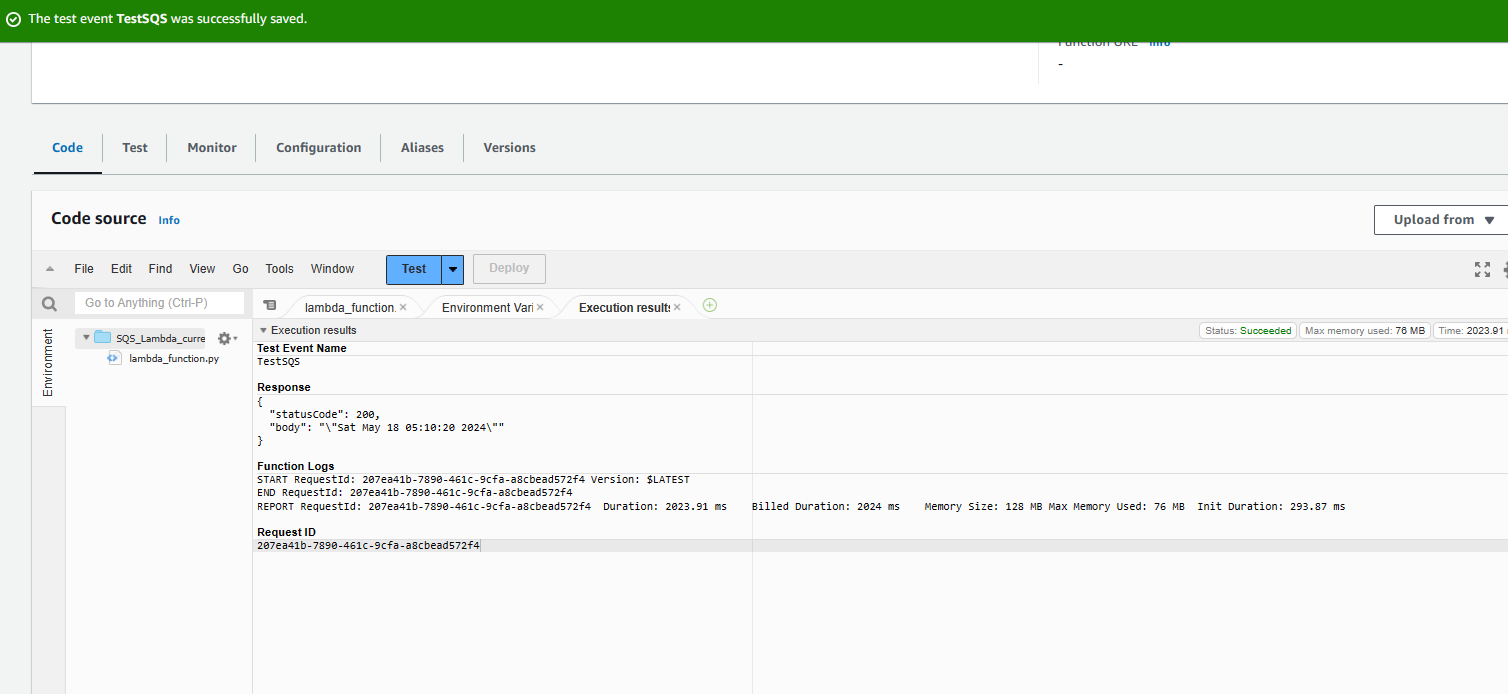 The test event TestSQS was successfully saved.
Function URL Info
-
Code Test Monitor Configuration Aliases Versions
Code source Info
Upload from
File Edit Find View Go Tools Window Test Deploy
Go to Anything (Ctrl-P)
lambda_function. Environment Vari Execution results
Environment
SQS_Lambda_curre
lambda_function.py
Execution results
Status: Succeeded Max memory used: 76 MB Time: 2023.91
Test Event Name
TestSQS
Response
{
"statusCode": 200,
"body": "\"Sat May 18 05:10:20 2024\""
}
Function Logs
START RequestId: 207ea41b-7890-461c-9cfa-a8cbead572f4 Version: $LATEST
END RequestId: 207ea41b-7890-461c-9cfa-a8cbead572f4
REPORT RequestId: 207ea41b-7890-461c-9cfa-a8cbead572f4 Duration: 2023.91 ms Billed Duration: 2024 ms Memory Size: 128 MB Max Memory Used: 76 MB Init Duration: 293.87 ms
Request ID
207ea41b-7890-461c-9cfa-a8cbead572f4